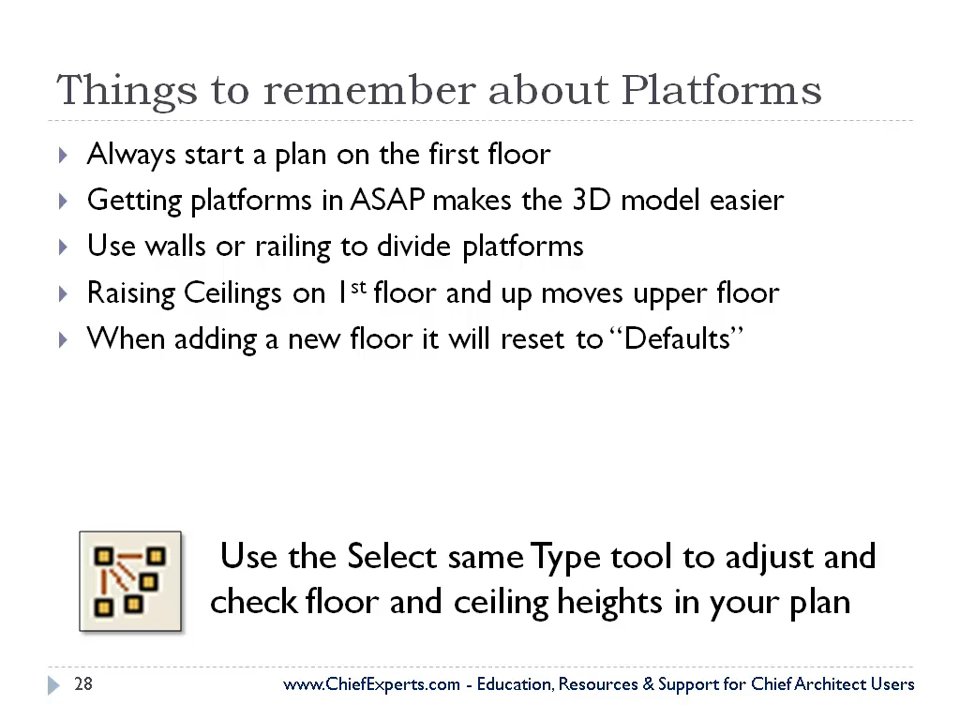 Things to remember about Platforms
Always start a plan on the first floor
Getting platforms in ASAP makes the 3D model easier
Use walls or railing to divide platforms
Raising Ceilings on 1st floor and up moves upper floor
When adding a new floor it will reset to “Defaults”
Use the Select same Type tool to adjust and
check floor and ceiling heights in your plan
28 www.ChiefExperts.com - Education, Resources & Support for Chief Architect Users